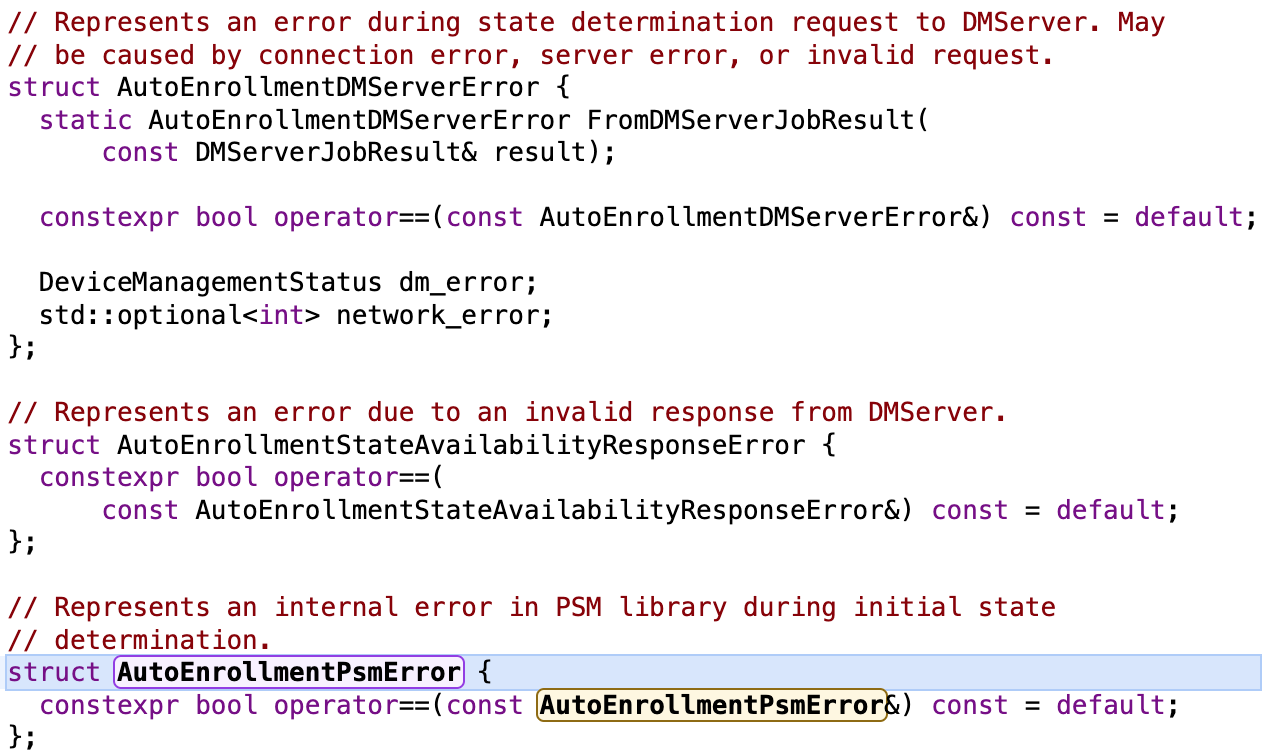 // Represents an error during state determination request to DMServer. May
// be caused by connection error, server error, or invalid request.
struct AutoEnrollmentDMServerError {
  static AutoEnrollmentDMServerError FromDMServerJobResult(
      const DMServerJobResult& result);

  constexpr bool operator==(const AutoEnrollmentDMServerError&) const = default;

  DeviceManagementStatus dm_error;
  std::optional<int> network_error;
};

// Represents an error due to an invalid response from DMServer.
struct AutoEnrollmentStateAvailabilityResponseError {
  constexpr bool operator==(
      const AutoEnrollmentStateAvailabilityResponseError&) const = default;
};

// Represents an internal error in PSM library during initial state
// determination.
struct AutoEnrollmentPsmError {
  constexpr bool operator==(const AutoEnrollmentPsmError&) const = default;
};